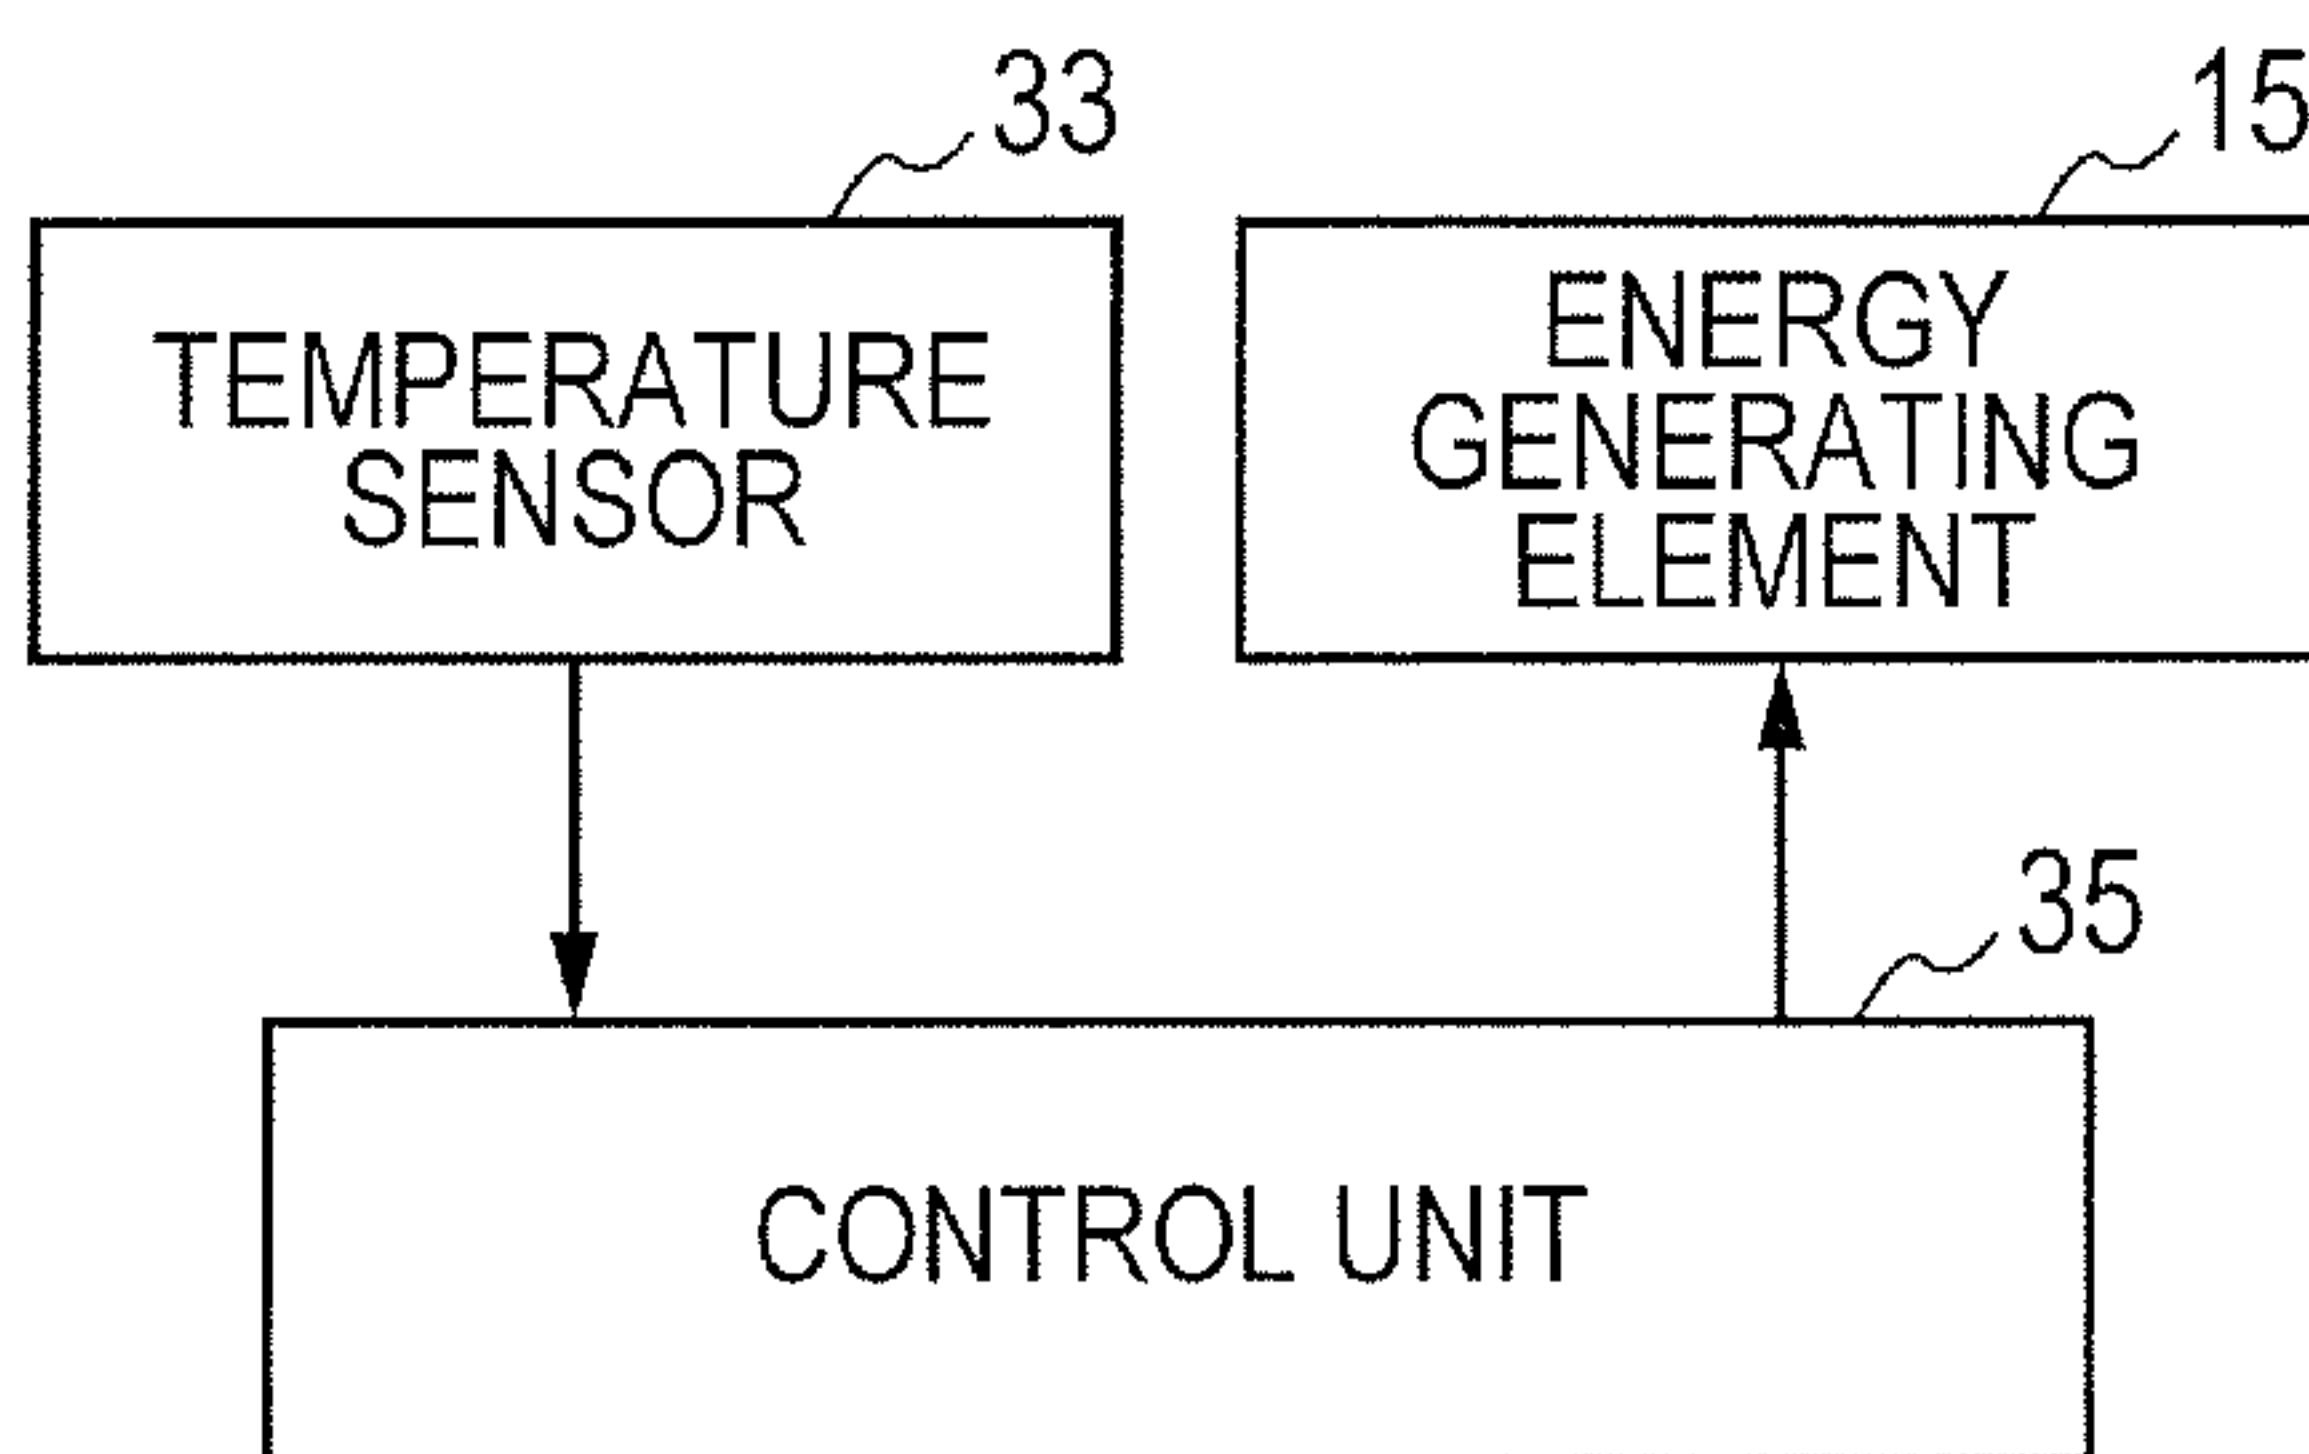 33
15
TEMPERATURE
SENSOR
ENERGY
GENERATING
ELEMENT
35
CONTROL UNIT